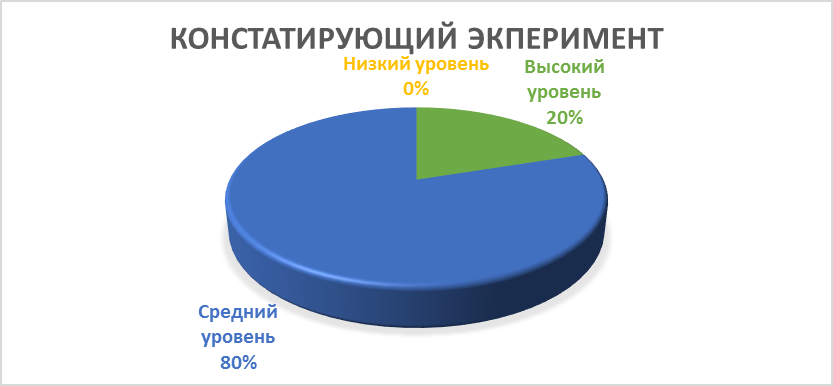 КОНСТАТИРУЮЩИЙ ЭКПЕРИМЕНТ
Низкий уровень
0%
Высокий
уровень
20%
Средний
уровень
80%